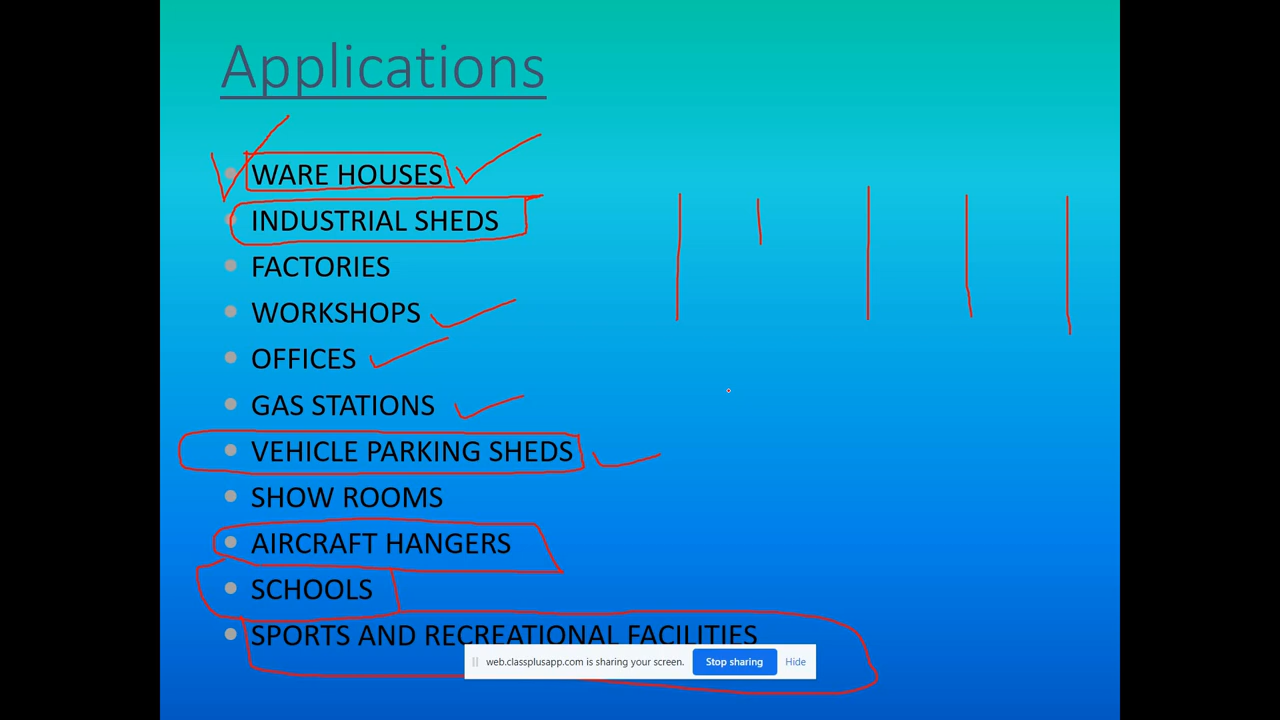 Applications
WARE HOUSES
INDUSTRIAL SHEDS
FACTORIES
WORKSHOPS
OFFICES
GAS STATIONS
VEHICLE PARKING SHEDS
SHOW ROOMS
AIRCRAFT HANGERS
SCHOOLS
SPORTS AND RECREATIONAL FACILITIES
web.classplusapp.com is sharing your screen. Stop sharing Hide